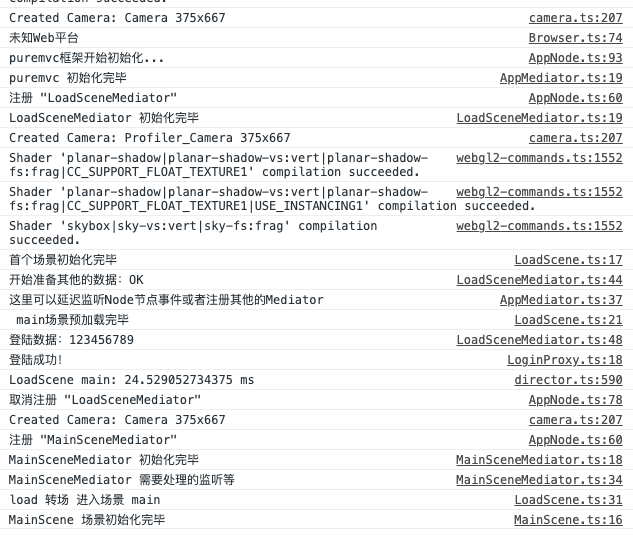 compilation succeeded.
Created Camera: Camera 375x667 camera.ts:207
未知Web平台 Browser.ts:74
puremvc框架开始初始化... AppNode.ts:93
puremvc 初始化完毕 AppMediator.ts:19
注册 "LoadSceneMediator" AppNode.ts:60
LoadSceneMediator 初始化完毕 LoadSceneMediator.ts:19
Created Camera: Profiler_Camera 375x667 camera.ts:207
Shader 'planar-shadow|planar-shadow-vs:vert|planar-shadow- webgl2-commands.ts:1552
fs:frag|CC_SUPPORT_FLOAT_TEXTURE1' compilation succeeded.
Shader 'planar-shadow|planar-shadow-vs:vert|planar-shadow- webgl2-commands.ts:1552
fs:frag|CC_SUPPORT_FLOAT_TEXTURE1|USE_INSTANCING1' compilation succeeded.
Shader 'skybox|sky-vs:vert|sky-fs:frag' compilation webgl2-commands.ts:1552
succeeded.
首个场景初始化完毕 LoadScene.ts:17
开始准备其他的数据: OK LoadSceneMediator.ts:44
这里可以延迟监听Node节点事件或者注册其他的Mediator AppMediator.ts:37
main场景预加载完毕 LoadScene.ts:21
登陆数据: 123456789 LoadSceneMediator.ts:48
登陆成功! LoginProxy.ts:18
LoadScene main: 24.529052734375 ms director.ts:590
取消注册 "LoadSceneMediator" AppNode.ts:78
Created Camera: Camera 375x667 camera.ts:207
注册 "MainSceneMediator" AppNode.ts:60
MainSceneMediator 初始化完毕 MainSceneMediator.ts:18
MainSceneMediator 需要处理的监听等 MainSceneMediator.ts:34
load 转场 进入场景 main LoadScene.ts:31
MainScene 场景初始化完毕 MainScene.ts:16